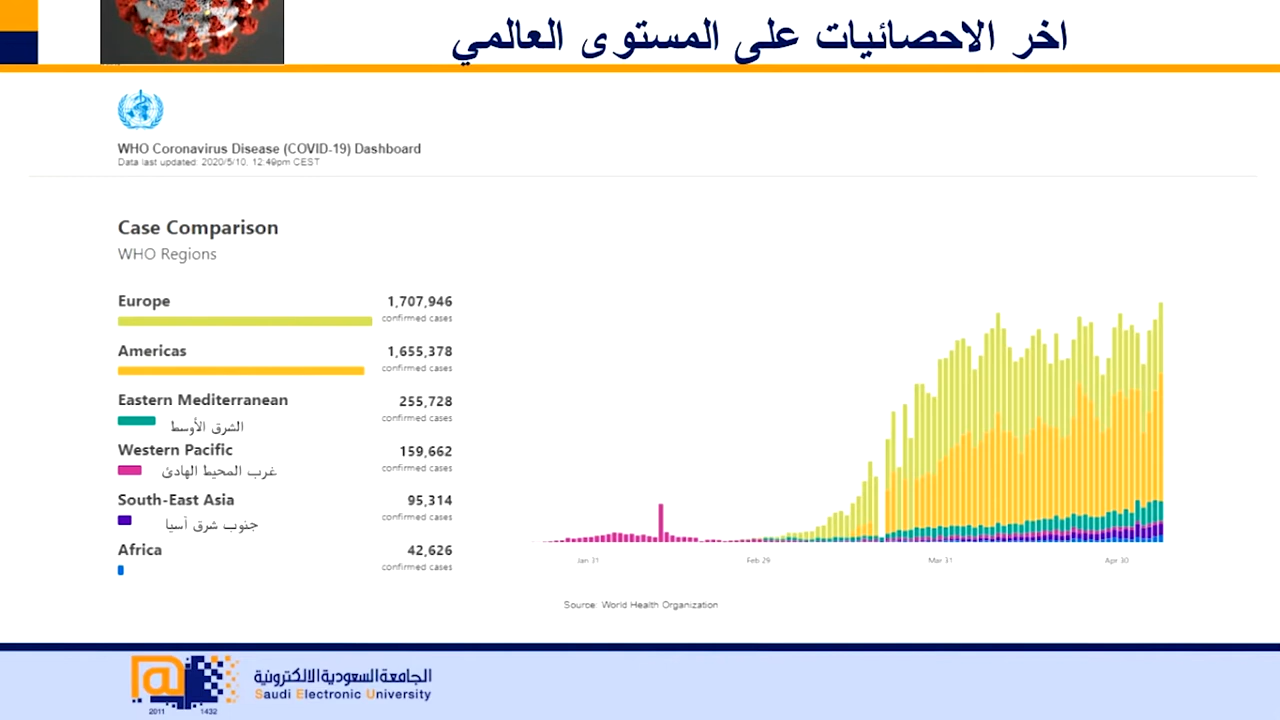 اخر الاحصائيات على المستوى العالمي
WHO Coronavirus Disease (COVID-19) Dashboard
Data last updated: 2020/5/10, 12:49pm CEST
Case Comparison
WHO Regions
Europe 1,707,946
confirmed cases
Americas 1,655,378
confirmed cases
Eastern Mediterranean 255,728
confirmed cases
الشرق الأوسط
Western Pacific 159,662
confirmed cases
غرب المحيط الهادئ
South-East Asia 95,314
confirmed cases
جنوب شرق أسيا
Africa 42,626
confirmed cases
Jan 31 Feb 29 Mar 31 Apr 30
Source: World Health Organization
الجامعة السعودية الالكترونية
Saudi Electronic University
2011 1432